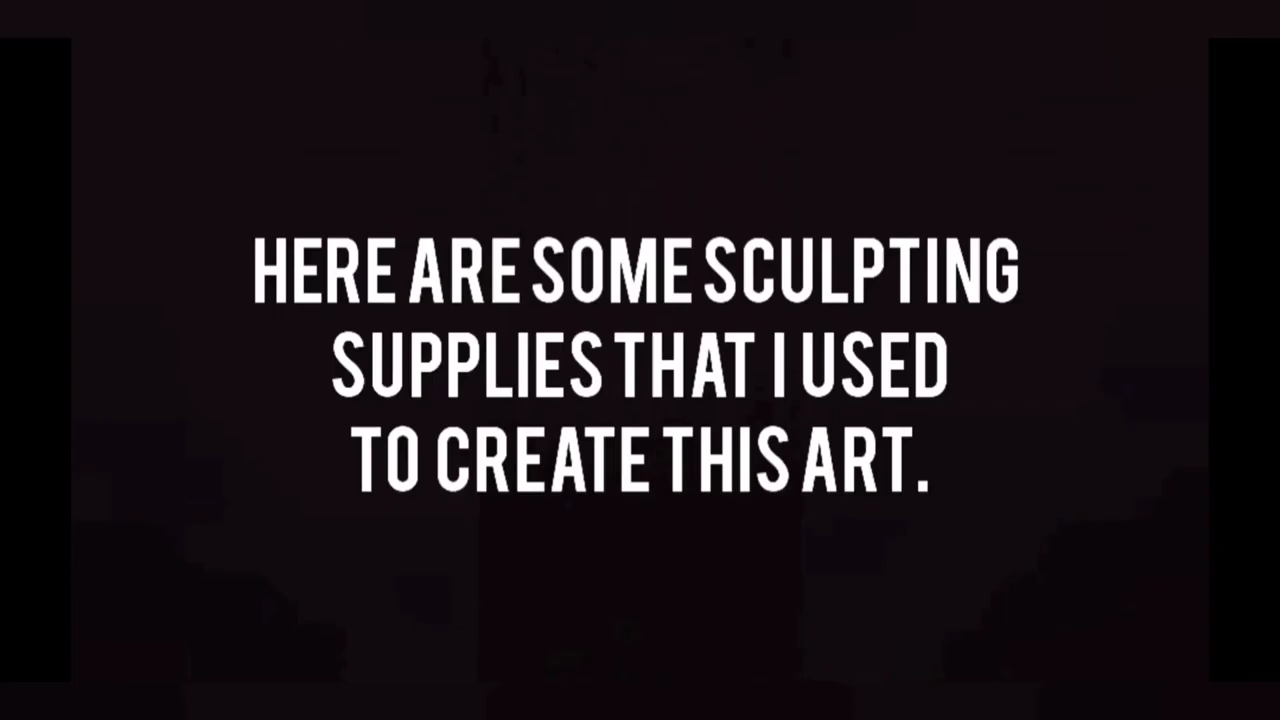 HERE ARE SOME SCULPTING
SUPPLIES THAT I USED
TO CREATE THIS ART.